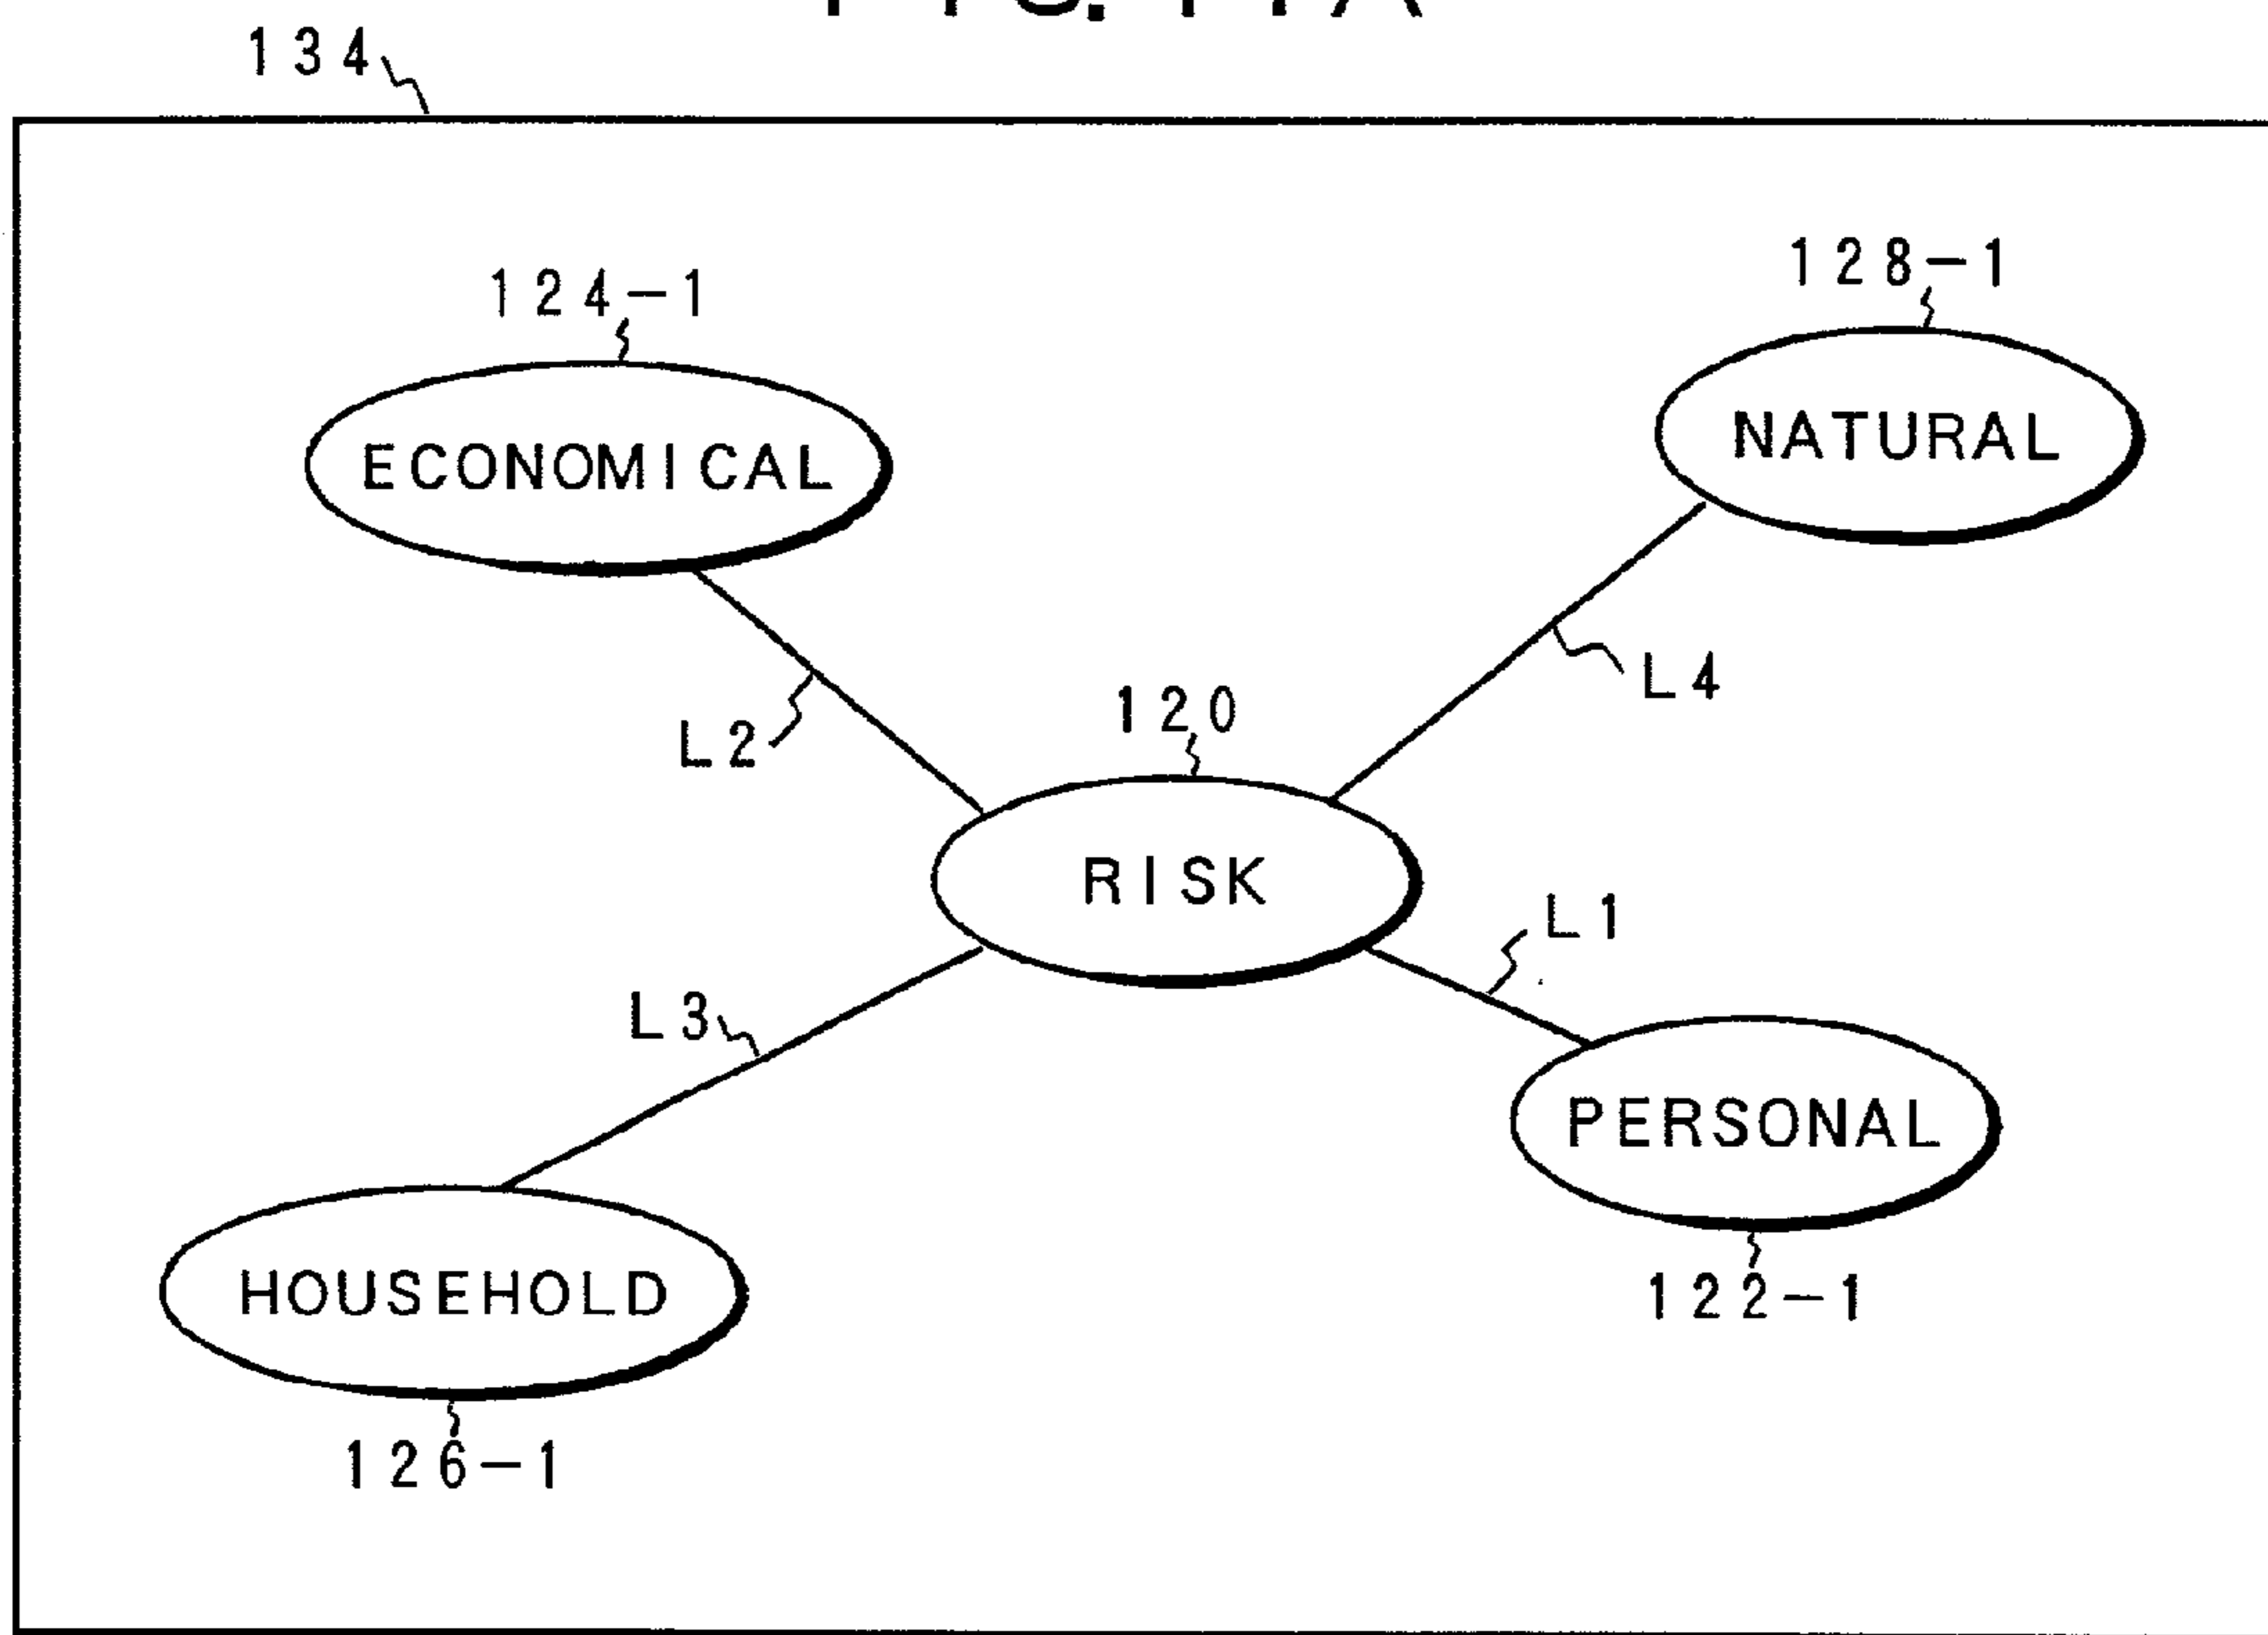 134
128-1
124-1
NATURAL
ECONOMICAL
L4
120
L2
RISK
L1
L3
PERSONAL
HOUSEHOLD
122-1
126-1